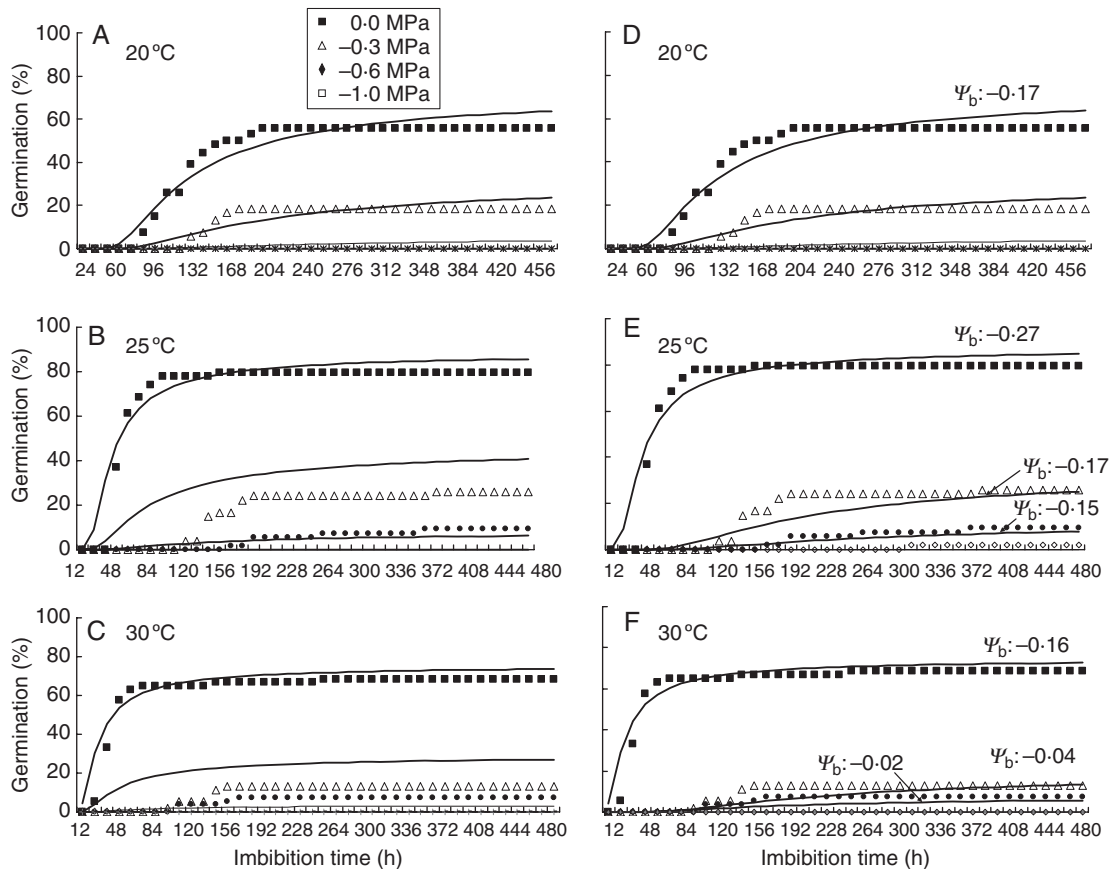 A
20 °C
0·0 MPa
–0·3 MPa
–0·6 MPa
–1·0 MPa
Germination (%)
100
80
60
40
20
0
24 60 96 132 168 204 240 276 312 348 384 420 456
D
20 °C
Ψb: –0·17
Germination (%)
24 60 96 132 168 204 240 276 312 348 384 420 456
B
25 °C
Germination (%)
100
80
60
40
20
0
12 48 84 120 156 192 228 264 300 336 372 408 444 480
E
25 °C
Ψb: –0·27
Ψb: –0·17
Ψb: –0·15
Germination (%)
12 48 84 120 156 192 228 264 300 336 372 408 444 480
C
30 °C
Germination (%)
100
80
60
40
20
0
12 48 84 120 156 192 228 264 300 336 372 408 444 480
Imbibition time (h)
F
30 °C
Ψb: –0·16
Ψb: –0·02
Ψb: –0·04
Germination (%)
12 48 84 120 156 192 228 264 300 336 372 408 444 480
Imbibition time (h)